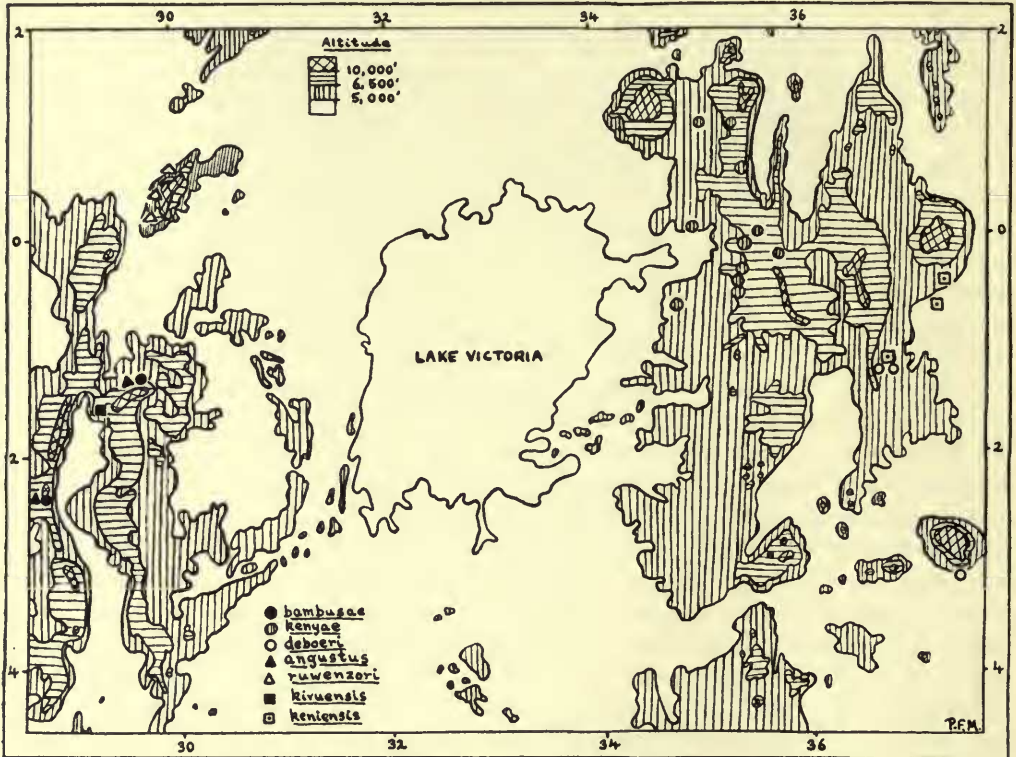 30 32 34 36
2 2
Altitude
10,000'
6,500'
5,000'
0 0
LAKE VICTORIA
2 2
bambusae
kenyae
deboeri
angustus
ruwenzori
kivuensis
keniensis
4 4
P.F.M.
30 32 34 36